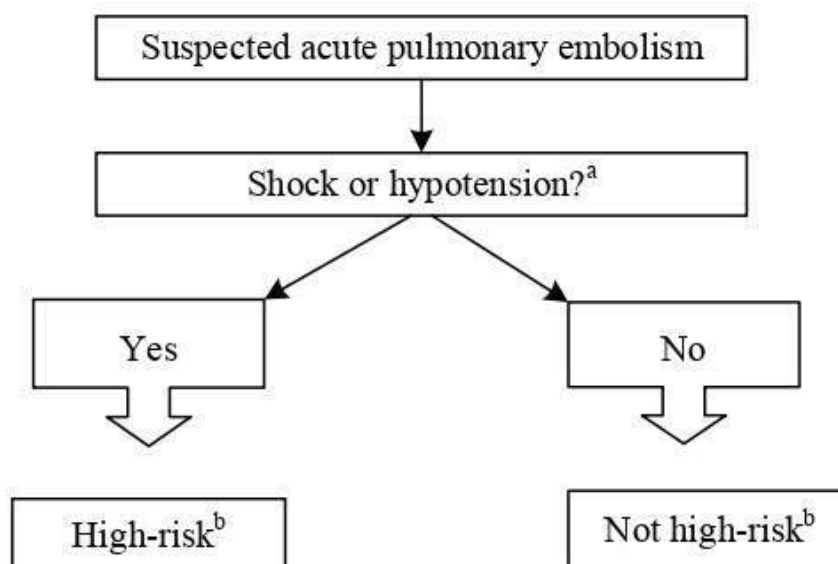 Suspected acute pulmonary embolism
Shock or hypotension?ᵃ
Yes
No
High-riskᵇ
Not high-riskᵇ